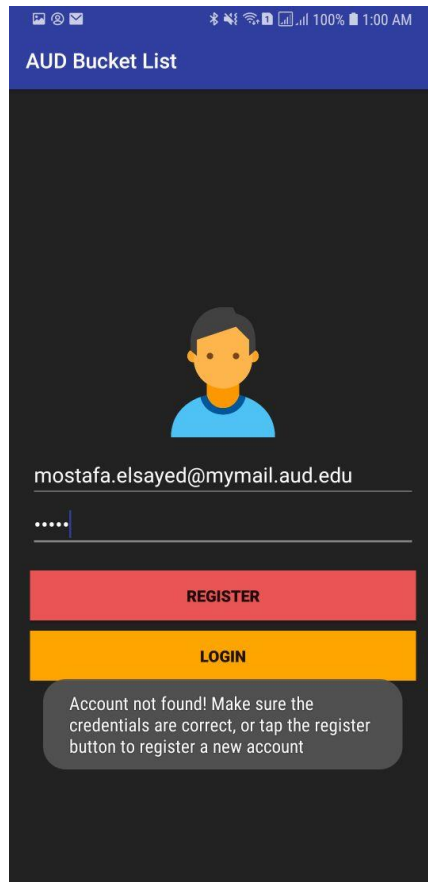 100% 1:00 AM
AUD Bucket List
mostafa.elsayed@mymail.aud.edu
•••••
REGISTER
LOGIN
Account not found! Make sure the
credentials are correct, or tap the register
button to register a new account